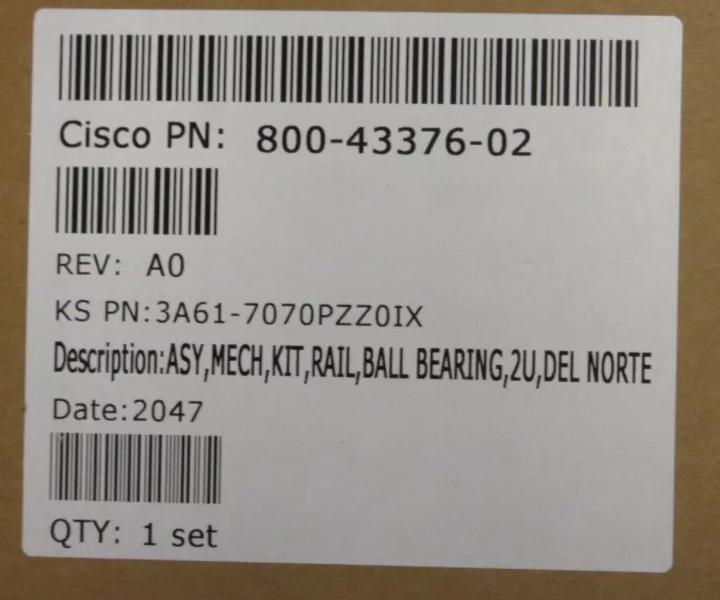 Cisco PN: 800-43376-02
REV: A0
KS PN:3A61-7070PZZ0IX
Description:ASY,MECH,KIT,RAIL,BALL BEARING,2U,DEL NORTE
Date:2047
QTY: 1 set